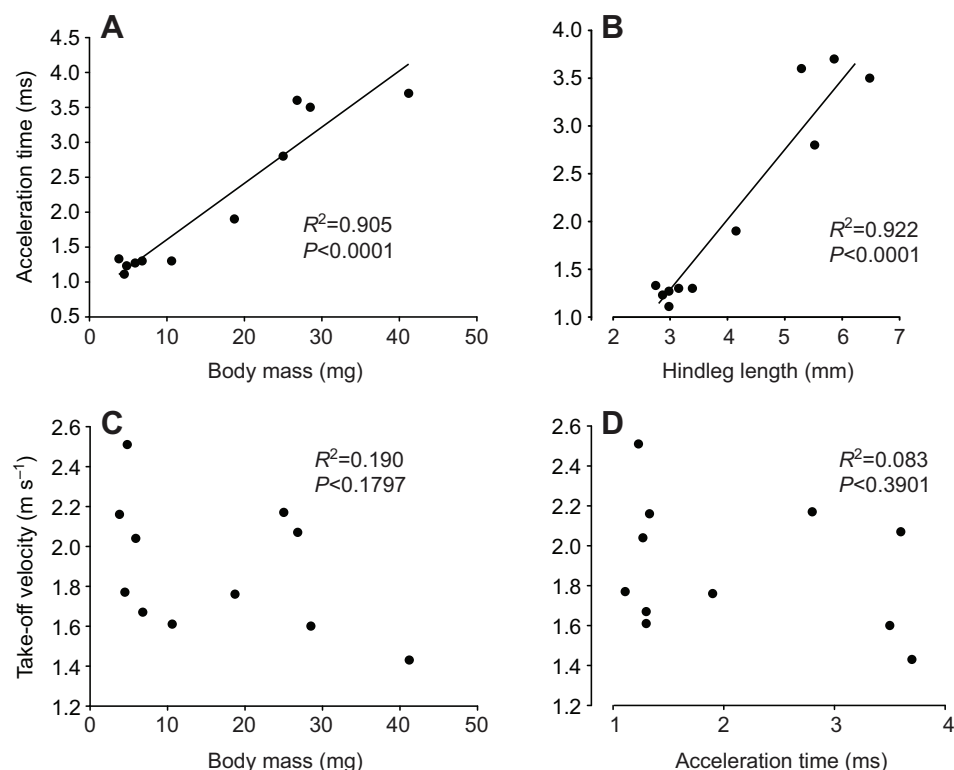 A
4.5
4.0
3.5
3.0
2.5
2.0
1.5
1.0
0.5
Acceleration time (ms)
R²=0.905
P<0.0001
0 10 20 30 40 50
Body mass (mg)
B
4.0
3.5
3.0
2.5
2.0
1.5
1.0
R²=0.922
P<0.0001
2 3 4 5 6 7
Hindleg length (mm)
C
2.6
2.4
2.2
2.0
1.8
1.6
1.4
1.2
Take-off velocity (m s⁻¹)
R²=0.190
P<0.1797
0 10 20 30 40 50
Body mass (mg)
D
2.6
2.4
2.2
2.0
1.8
1.6
1.4
1.2
R²=0.083
P<0.3901
1 2 3 4
Acceleration time (ms)